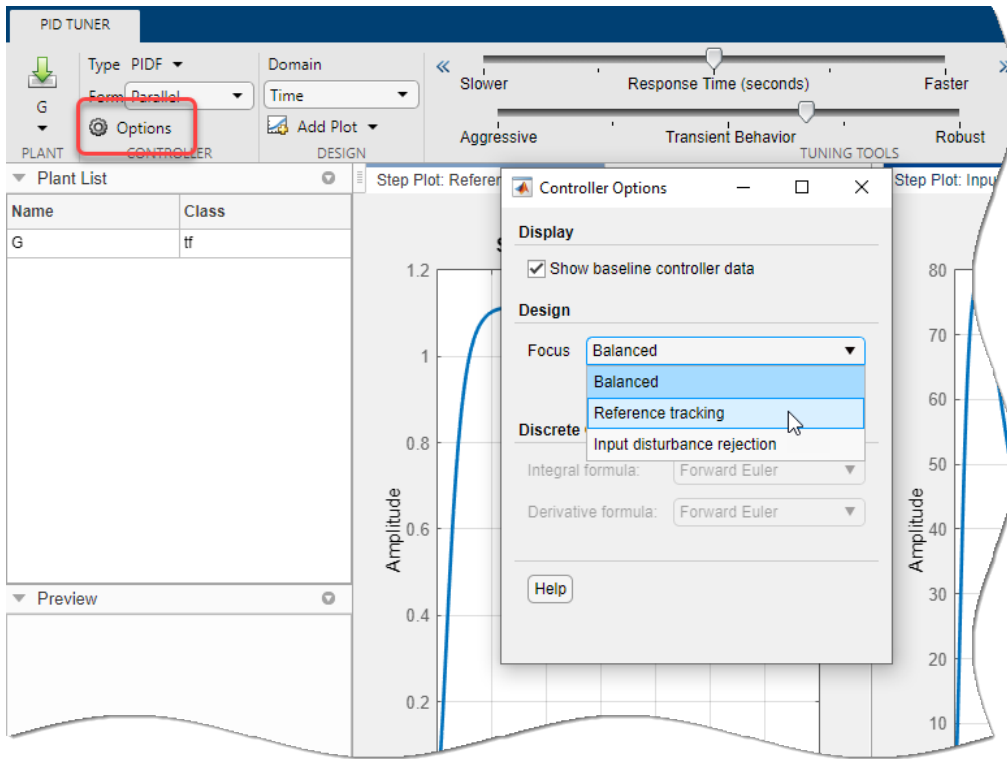 PID TUNER
G
PLANT
Type PIDF
Form Parallel
Options
CONTROLLER
Domain
Time
Add Plot
DESIGN
Slower Response Time (seconds) Faster
Aggressive Transient Behavior Robust
TUNING TOOLS
Plant List
Name Class
G tf
Preview
Step Plot: Refere
1.2
1
0.8
0.6
0.4
0.2
Amplitude
Controller Options
Display
Show baseline controller data
Design
Focus Balanced
Balanced
Reference tracking
Input disturbance rejection
Discrete
Integral formula: Forward Euler
Derivative formula: Forward Euler
Help
Step Plot: Inpu
80
70
60
50
40
30
20
10
Amplitude